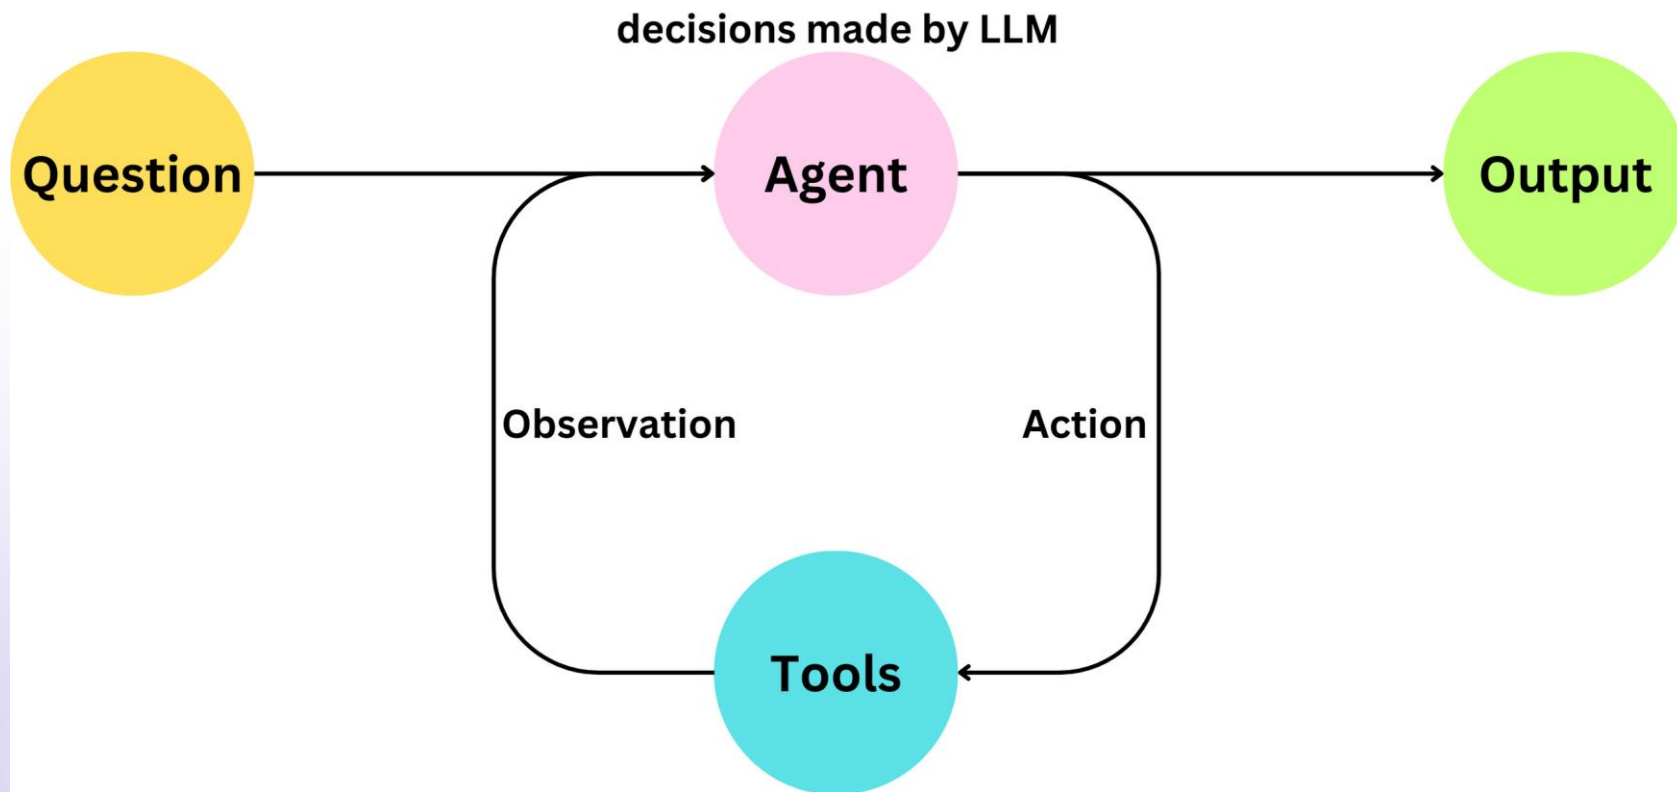 decisions made by LLM
Question
Agent
Output
Observation
Action
Tools